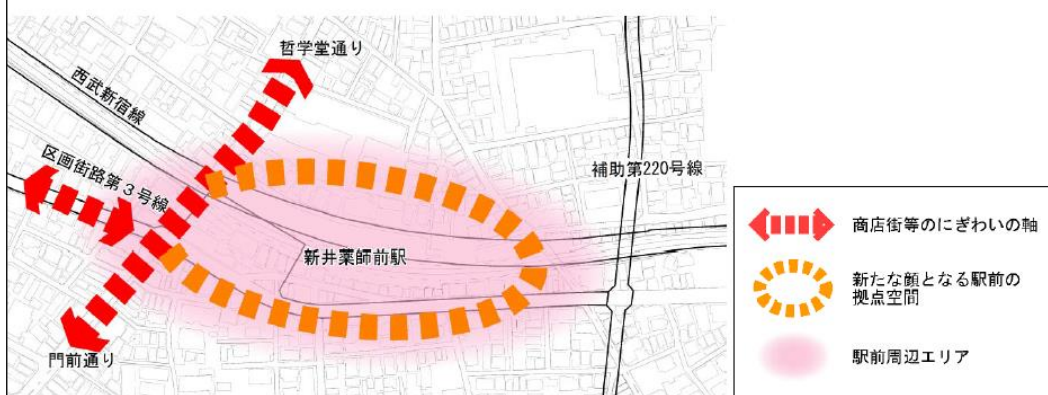 哲学堂通り
西武新宿線
区画街路第３号線
補助第220号線
新井薬師前駅
門前通り
商店街等のにぎわいの軸
新たな顔となる駅前の
拠点空間
駅前周辺エリア